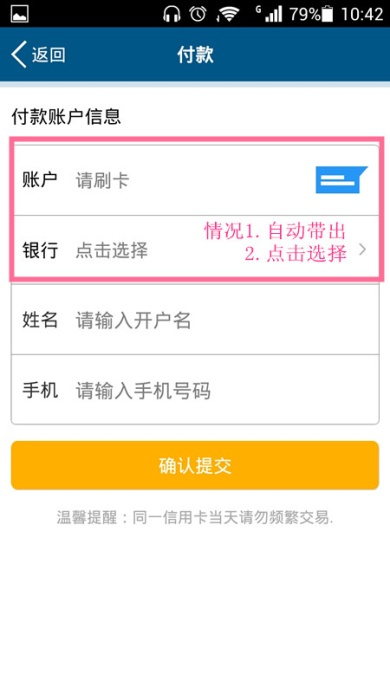 G 79% 10:42
返回 付款
付款账户信息
账户 请刷卡
银行 点击选择
情况1.自动带出
2.点击选择
姓名 请输入开户名
手机 请输入手机号码
确认提交
温馨提醒：同一信用卡当天请勿频繁交易.